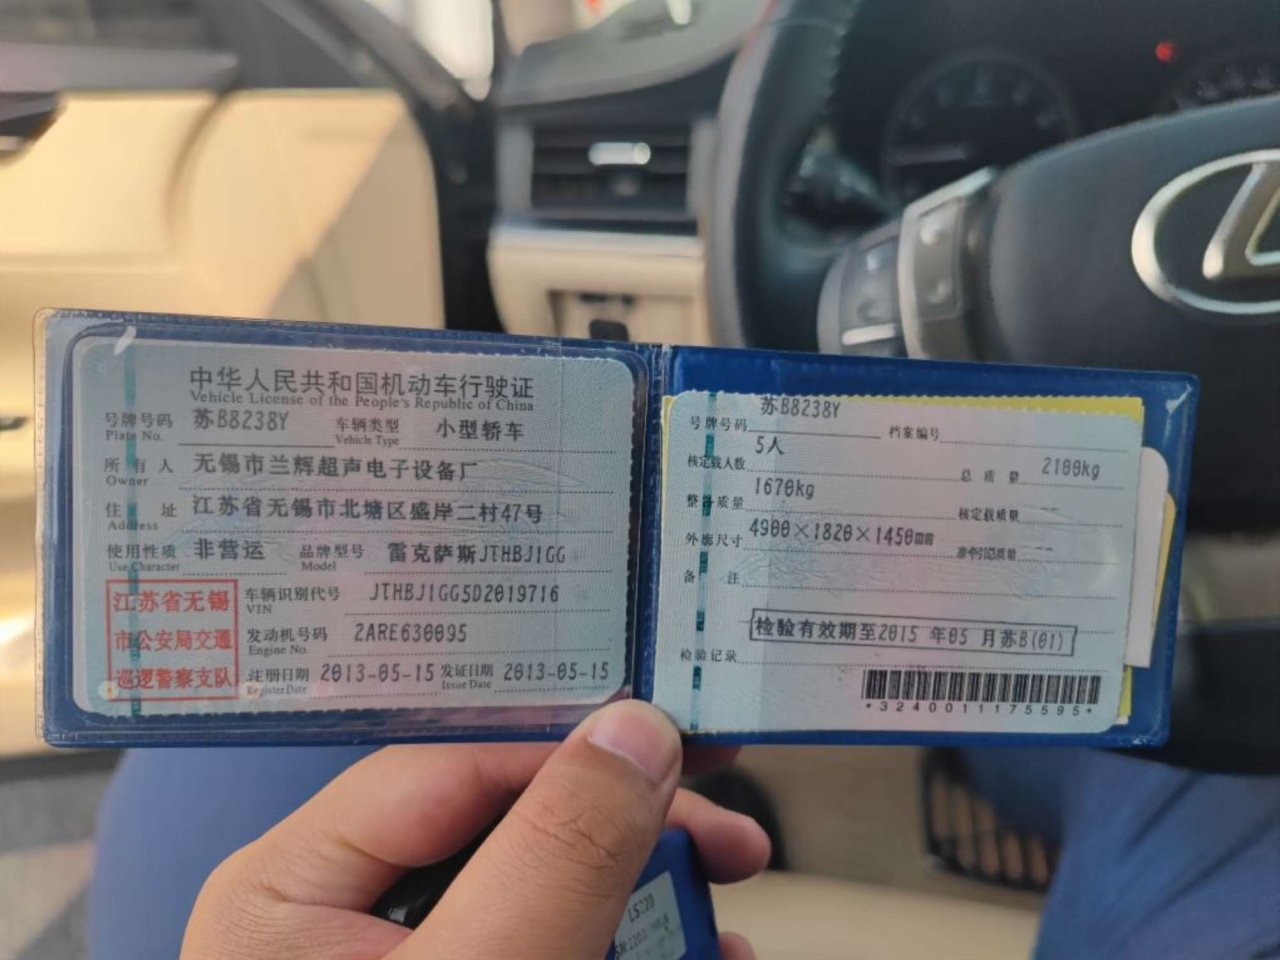 中华人民共和国机动车行驶证
Vehicle License of the People's Republic of China
号牌号码 苏B8238Y 车辆类型 小型轿车
Plate No. Vehicle Type
所有人 无锡市兰辉超声电子设备厂
Owner
住址 江苏省无锡市北塘区盛岸二村47号
Address
使用性质 非营运 品牌型号 雷克萨斯JTHBJ1GG
Use Character Model
江苏省无锡
市公安局交通
巡逻警察支队
车辆识别代号 JTHBJ1GG5D2019716
VIN
发动机号码 2ARE630095
Engine No.
注册日期 2013-05-15 发证日期 2013-05-15
Register Date Issue Date
号牌号码 苏B8238Y 档案编号
核定载人数 5人 总质量 2100kg
整备质量 1670kg 核定载质量 --
外廓尺寸 4900×1820×1450mm 准牵引总质量 --
备注
检验有效期至2015 年05 月苏B(01)
检验记录
*3240011175595*
LS220